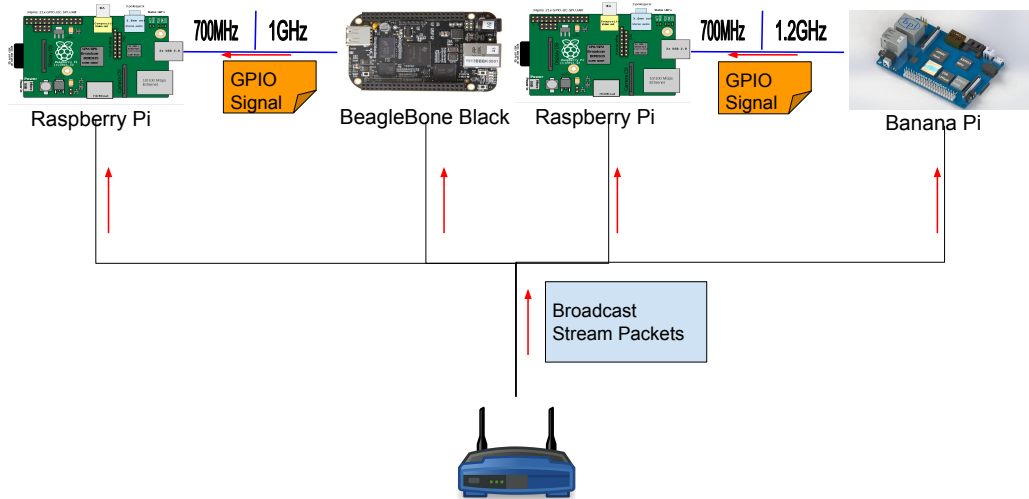 700MHz
1GHz
GPIO
Signal
700MHz
1.2GHz
GPIO
Signal
Raspberry Pi
BeagleBone Black
Raspberry Pi
Banana Pi
Broadcast
Stream Packets